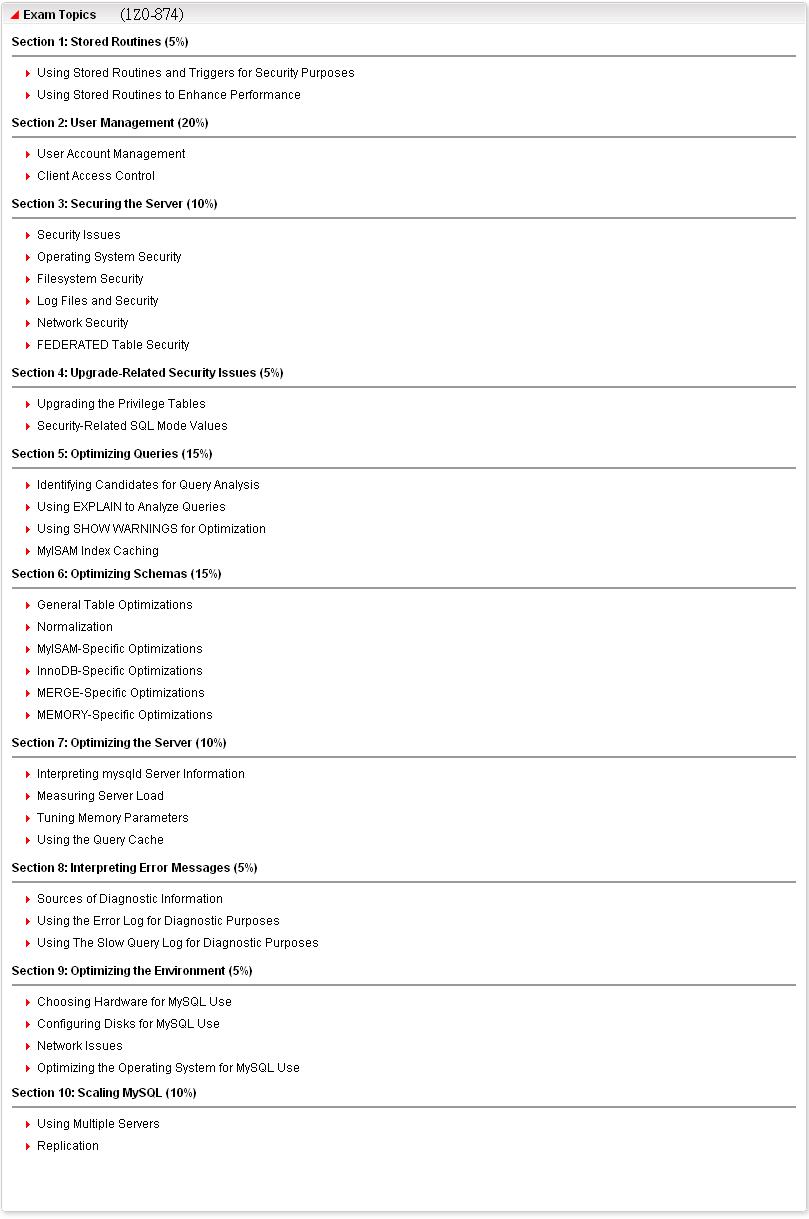 Exam Topics (1Z0-874)
Section 1: Stored Routines (5%)
Using Stored Routines and Triggers for Security Purposes
Using Stored Routines to Enhance Performance
Section 2: User Management (20%)
User Account Management
Client Access Control
Section 3: Securing the Server (10%)
Security Issues
Operating System Security
Filesystem Security
Log Files and Security
Network Security
FEDERATED Table Security
Section 4: Upgrade-Related Security Issues (5%)
Upgrading the Privilege Tables
Security-Related SQL Mode Values
Section 5: Optimizing Queries (15%)
Identifying Candidates for Query Analysis
Using EXPLAIN to Analyze Queries
Using SHOW WARNINGS for Optimization
MyISAM Index Caching
Section 6: Optimizing Schemas (15%)
General Table Optimizations
Normalization
MyISAM-Specific Optimizations
InnoDB-Specific Optimizations
MERGE-Specific Optimizations
MEMORY-Specific Optimizations
Section 7: Optimizing the Server (10%)
Interpreting mysqld Server Information
Measuring Server Load
Tuning Memory Parameters
Using the Query Cache
Section 8: Interpreting Error Messages (5%)
Sources of Diagnostic Information
Using the Error Log for Diagnostic Purposes
Using The Slow Query Log for Diagnostic Purposes
Section 9: Optimizing the Environment (5%)
Choosing Hardware for MySQL Use
Configuring Disks for MySQL Use
Network Issues
Optimizing the Operating System for MySQL Use
Section 10: Scaling MySQL (10%)
Using Multiple Servers
Replication